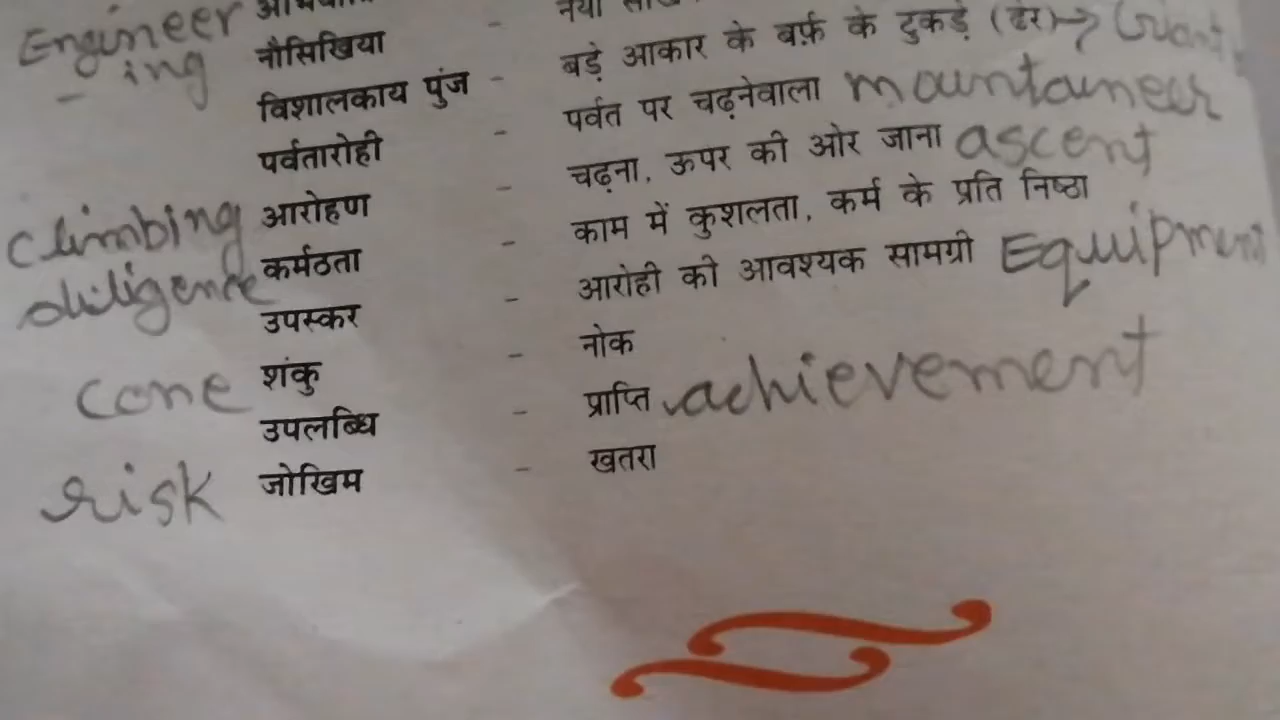 Engineer
- ing
नौसिखिया - नया
विशालकाय पुंज - बड़े आकार के बर्फ़ के टुकड़े (ढेर) → Giant
पर्वतारोही - पर्वत पर चढ़नेवाला mountaineer
climbing आरोहण - चढ़ना, ऊपर की ओर जाना ascent
diligence कर्मठता - काम में कुशलता, कर्म के प्रति निष्ठा
उपस्कर - आरोही की आवश्यक सामग्री Equipment
cone शंकु - नोक
उपलब्धि - प्राप्ति achievement
risk जोखिम - खतरा